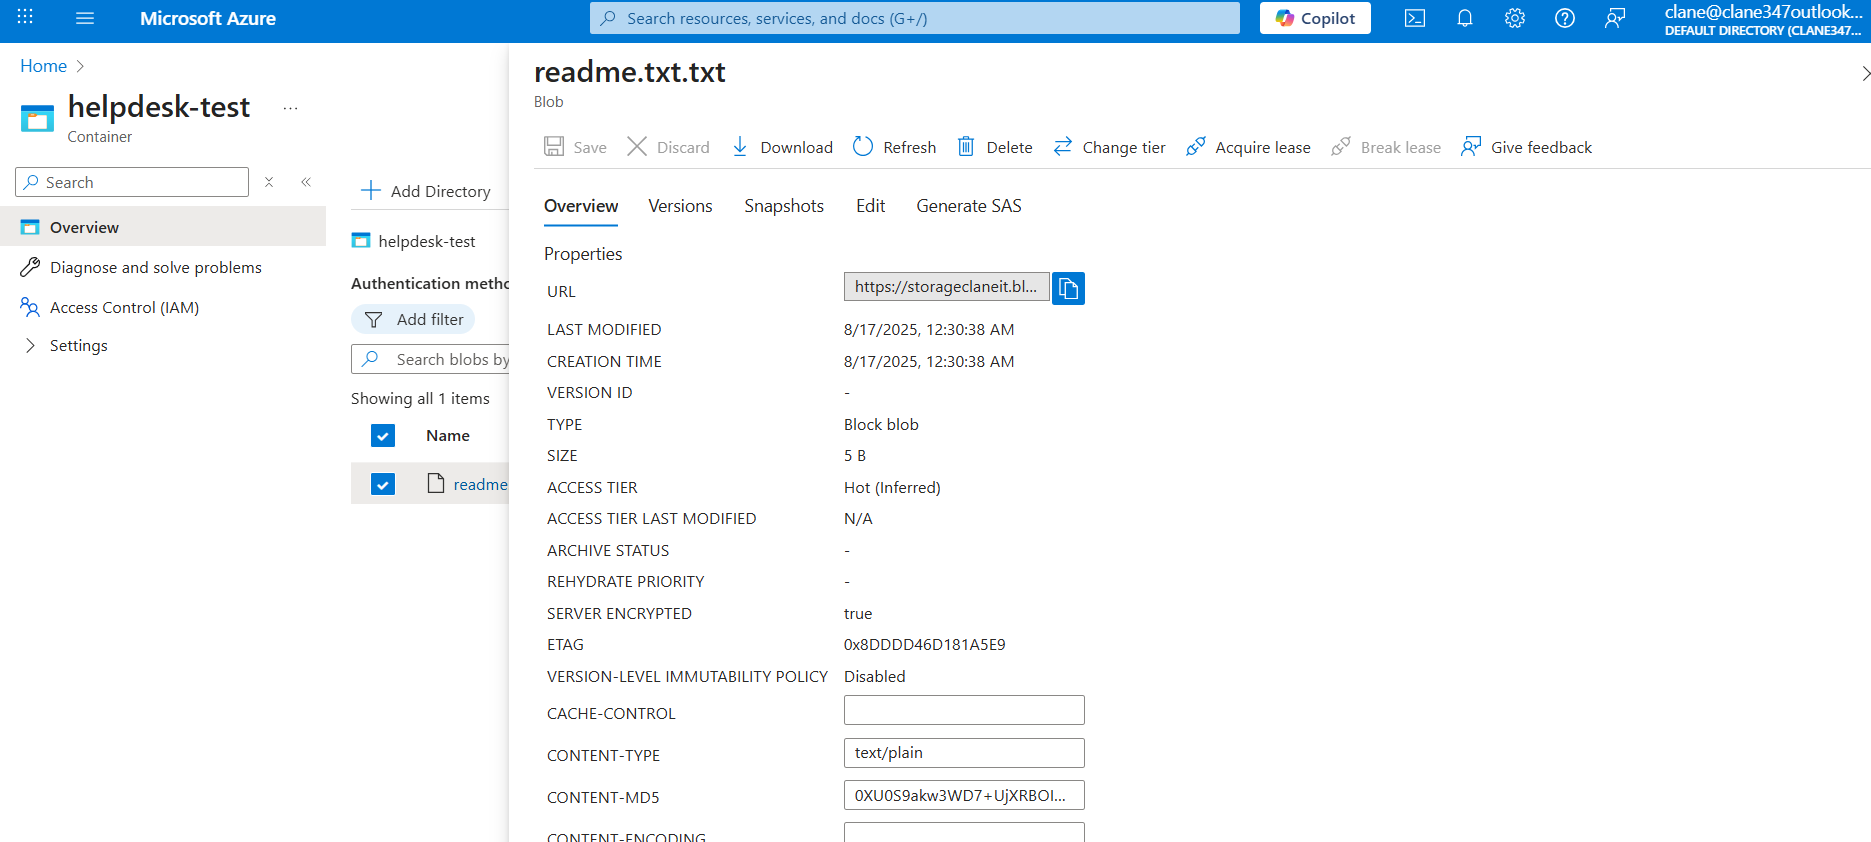 Microsoft Azure
Search resources, services, and docs (G+/)
Copilot
clane@clane347outlook...
DEFAULT DIRECTORY (CLANE347...
Home
helpdesk-test
...
Container
Search
Overview
Diagnose and solve problems
Access Control (IAM)
Settings
Add Directory
helpdesk-test
Authentication metho
Add filter
Search blobs by
Showing all 1 items
Name
readme
readme.txt.txt
Blob
Save
Discard
Download
Refresh
Delete
Change tier
Acquire lease
Break lease
Give feedback
Overview
Versions
Snapshots
Edit
Generate SAS
Properties
URL https://storageclaneit.bl...
LAST MODIFIED 8/17/2025, 12:30:38 AM
CREATION TIME 8/17/2025, 12:30:38 AM
VERSION ID -
TYPE Block blob
SIZE 5 B
ACCESS TIER Hot (Inferred)
ACCESS TIER LAST MODIFIED N/A
ARCHIVE STATUS -
REHYDRATE PRIORITY -
SERVER ENCRYPTED true
ETAG 0x8DDDD46D181A5E9
VERSION-LEVEL IMMUTABILITY POLICY Disabled
CACHE-CONTROL
CONTENT-TYPE text/plain
CONTENT-MD5 0XU0S9akw3WD7+UjXRBOI...
CONTENT-ENCODING